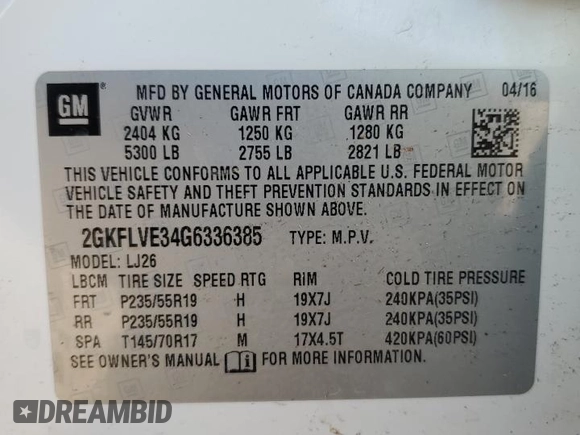 GM
®
MFD BY GENERAL MOTORS OF CANADA COMPANY 04/16
GVWR GAWR FRT GAWR RR
2404 KG 1250 KG 1280 KG
5300 LB 2755 LB 2821 LB
THIS VEHICLE CONFORMS TO ALL APPLICABLE U.S. FEDERAL MOTOR
VEHICLE SAFETY AND THEFT PREVENTION STANDARDS IN EFFECT ON
THE DATE OF MANUFACTURE SHOWN ABOVE.
2GKFLVE34G6336385 TYPE: M.P.V.
MODEL: LJ26
LBCM TIRE SIZE SPEED RTG RiM COLD TIRE PRESSURE
FRT P235/55R19 H 19X7J 240KPA(35PSI)
RR P235/55R19 H 19X7J 240KPA(35PSI)
SPA T145/70R17 M 17X4.5T 420KPA(60PSI)
SEE OWNER'S MANUAL FOR MORE INFORMATION.
DREAMBID